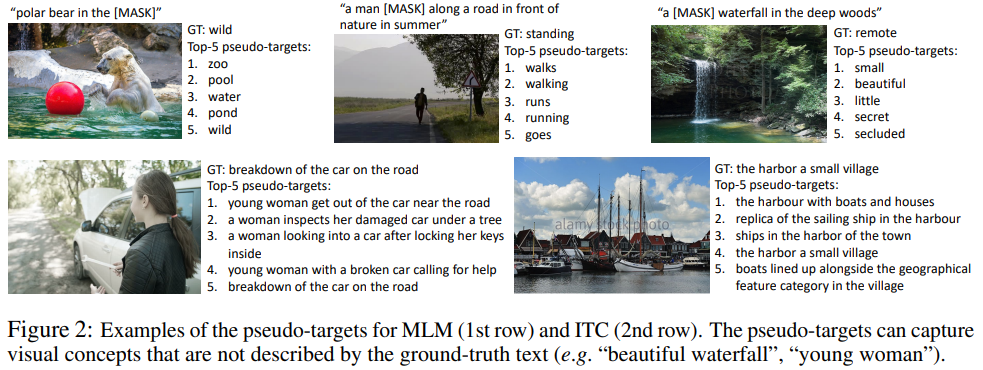 "polar bear in the [MASK]"
GT: wild
Top-5 pseudo-targets:
1. zoo
2. pool
3. water
4. pond
5. wild
"a man [MASK] along a road in front of
nature in summer"
GT: standing
Top-5 pseudo-targets:
1. walks
2. walking
3. runs
4. running
5. goes
"a [MASK] waterfall in the deep woods"
GT: remote
Top-5 pseudo-targets:
1. small
2. beautiful
3. little
4. secret
5. secluded
GT: breakdown of the car on the road
Top-5 pseudo-targets:
1. young woman get out of the car near the road
2. a woman inspects her damaged car under a tree
3. a woman looking into a car after locking her keys
inside
4. young woman with a broken car calling for help
5. breakdown of the car on the road
alamy stock photo
GT: the harbor a small village
Top-5 pseudo-targets:
1. the harbour with boats and houses
2. replica of the sailing ship in the harbour
3. ships in the harbor of the town
4. the harbor a small village
5. boats lined up alongside the geographical
feature category in the village
Figure 2: Examples of the pseudo-targets for MLM (1st row) and ITC (2nd row). The pseudo-targets can capture
visual concepts that are not described by the ground-truth text (e.g. "beautiful waterfall", "young woman").